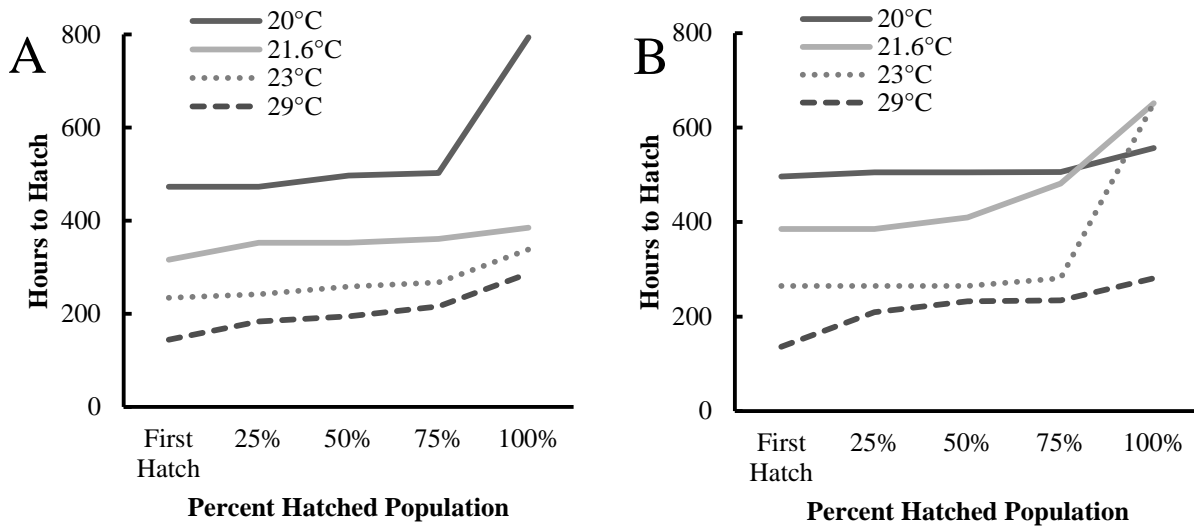 A
20°C
21.6°C
23°C
29°C
800
600
400
200
0
Hours to Hatch
First
Hatch
25%
50%
75%
100%
Percent Hatched Population
B
20°C
21.6°C
23°C
29°C
800
600
400
200
0
Hours to Hatch
First
Hatch
25%
50%
75%
100%
Percent Hatched Population